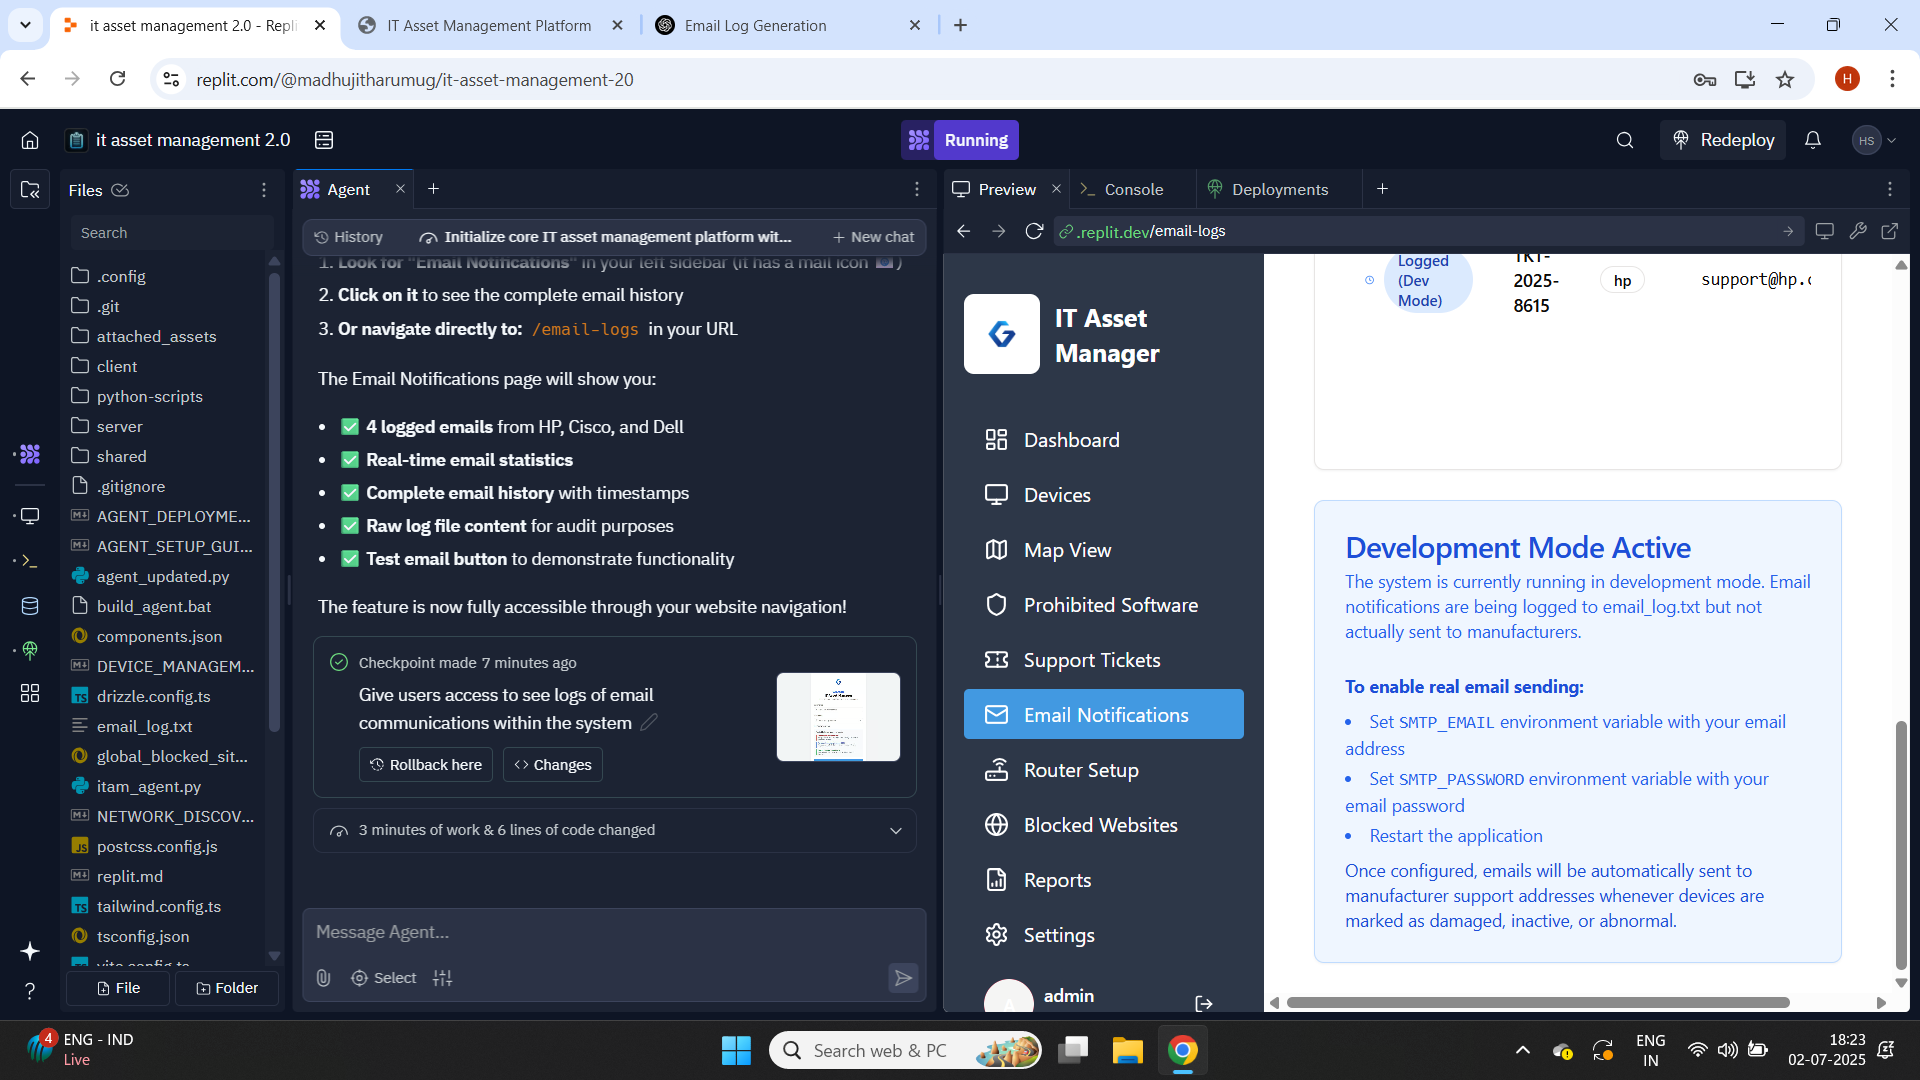 it asset management 2.0 - Repli
IT Asset Management Platform
Email Log Generation
replit.com/@madhujitharumug/it-asset-management-20
H
it asset management 2.0
Running
Redeploy
HS
Files
Search
.config
.git
attached_assets
client
python-scripts
server
shared
.gitignore
AGENT_DEPLOYME...
AGENT_SETUP_GUI...
agent_updated.py
build_agent.bat
components.json
DEVICE_MANAGEM...
drizzle.config.ts
email_log.txt
global_blocked_sit...
itam_agent.py
NETWORK_DISCOV...
postcss.config.js
replit.md
tailwind.config.ts
tsconfig.json
vite.config.ts
File
Folder
Agent
History
Initialize core IT asset management platform wit...
New chat
1. Look for "Email Notifications" in your left sidebar (it has a mail icon 📧)
2. Click on it to see the complete email history
3. Or navigate directly to: /email-logs in your URL
The Email Notifications page will show you:
• ✅ 4 logged emails from HP, Cisco, and Dell
• ✅ Real-time email statistics
• ✅ Complete email history with timestamps
• ✅ Raw log file content for audit purposes
• ✅ Test email button to demonstrate functionality
The feature is now fully accessible through your website navigation!
Checkpoint made 7 minutes ago
Give users access to see logs of email
communications within the system
Rollback here
Changes
3 minutes of work & 6 lines of code changed
Message Agent...
Select
Preview
Console
Deployments
.replit.dev/email-logs
IT Asset
Manager
Dashboard
Devices
Map View
Prohibited Software
Support Tickets
Email Notifications
Router Setup
Blocked Websites
Reports
Settings
admin
Logged
(Dev
Mode)
TKT-
2025-
8615
hp
support@hp.c
Development Mode Active
The system is currently running in development mode. Email
notifications are being logged to email_log.txt but not
actually sent to manufacturers.
To enable real email sending:
• Set SMTP_EMAIL environment variable with your email
address
• Set SMTP_PASSWORD environment variable with your
email password
• Restart the application
Once configured, emails will be automatically sent to
manufacturer support addresses whenever devices are
marked as damaged, inactive, or abnormal.
4
ENG - IND
Live
Search web & PC
ENG
IN
18:23
02-07-2025